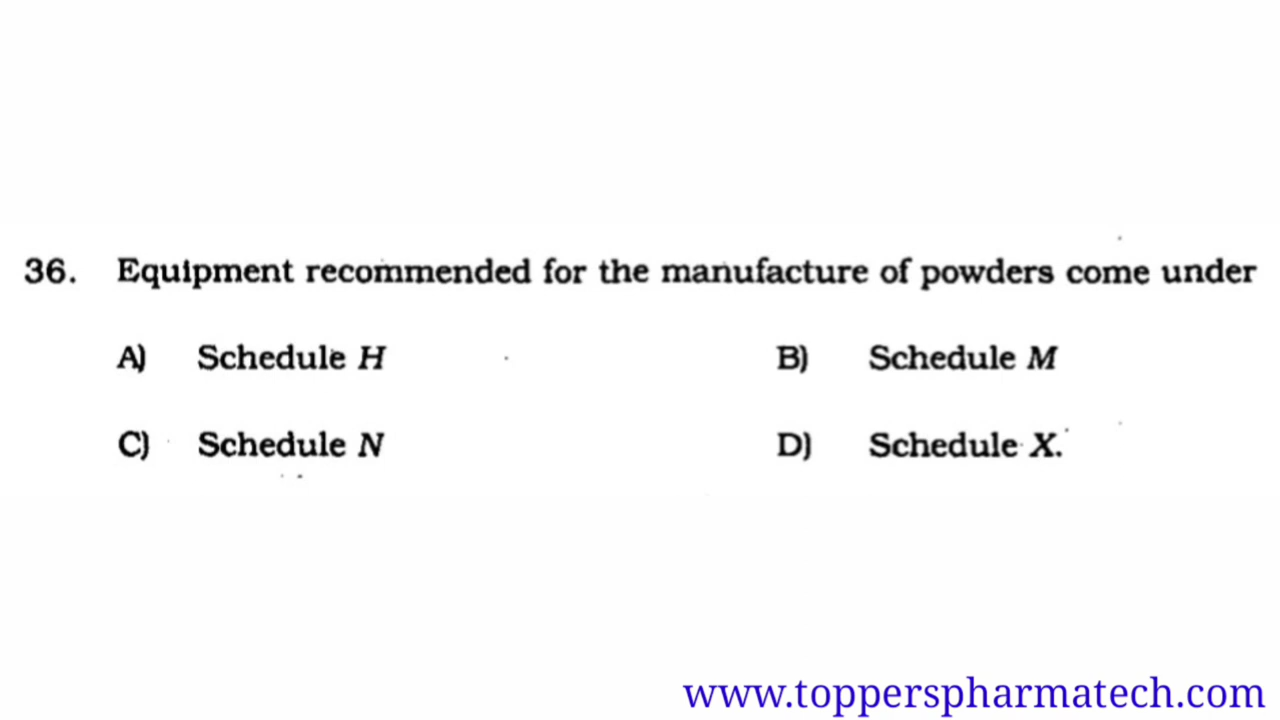 36. Equipment recommended for the manufacture of powders come under
A) Schedule H B) Schedule M
C) Schedule N D) Schedule X.
www.topperspharmatech.com